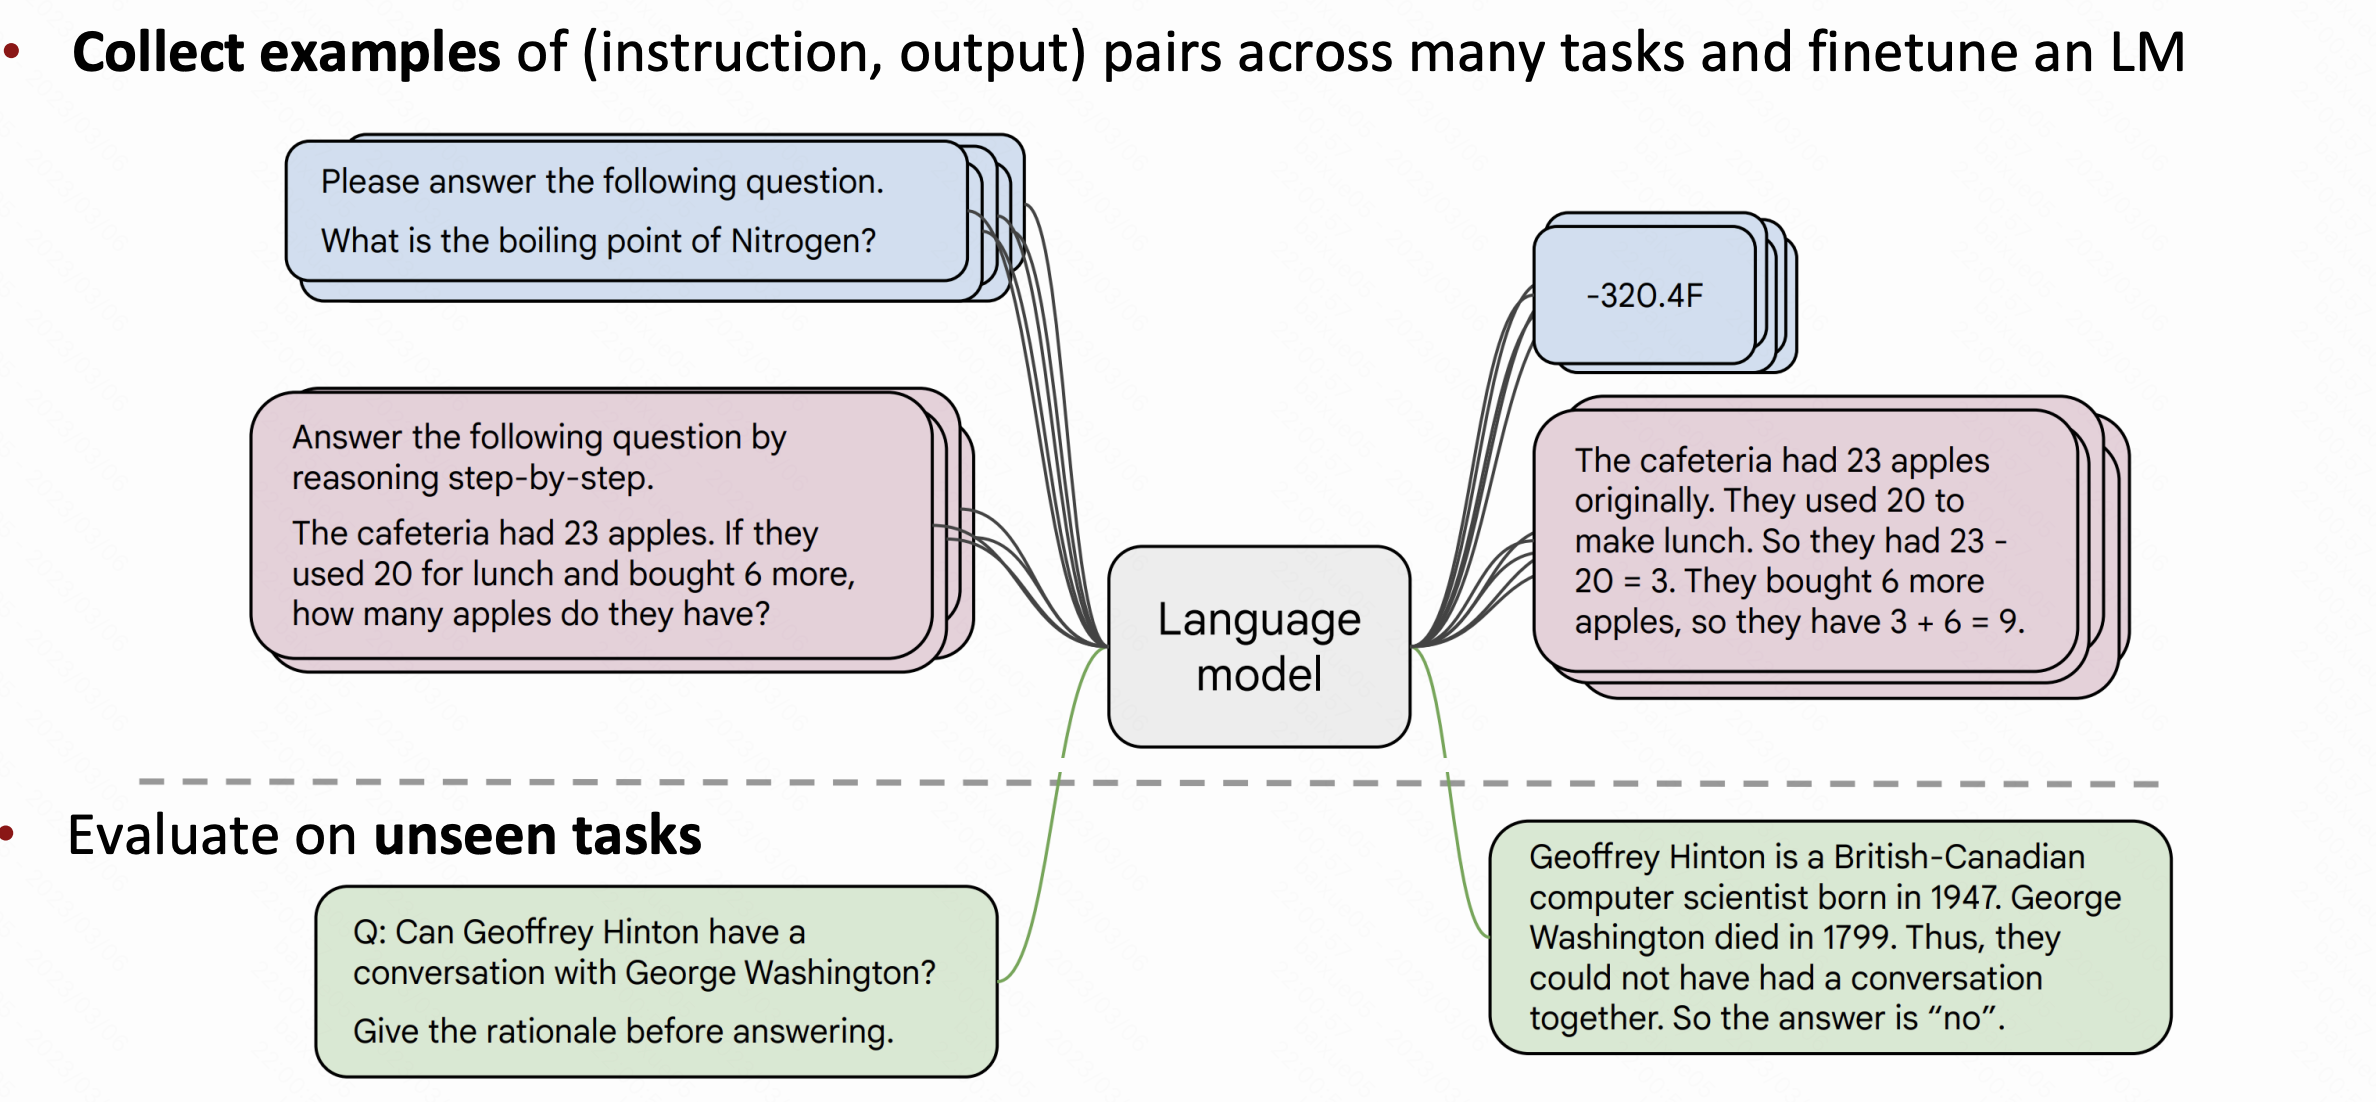 • Collect examples of (instruction, output) pairs across many tasks and finetune an LM
Please answer the following question.
What is the boiling point of Nitrogen?
-320.4F
Answer the following question by
reasoning step-by-step.
The cafeteria had 23 apples. If they
used 20 for lunch and bought 6 more,
how many apples do they have?
Language
model
The cafeteria had 23 apples
originally. They used 20 to
make lunch. So they had 23 -
20 = 3. They bought 6 more
apples, so they have 3 + 6 = 9.
• Evaluate on unseen tasks
Q: Can Geoffrey Hinton have a
conversation with George Washington?
Give the rationale before answering.
Geoffrey Hinton is a British-Canadian
computer scientist born in 1947. George
Washington died in 1799. Thus, they
could not have had a conversation
together. So the answer is “no”.